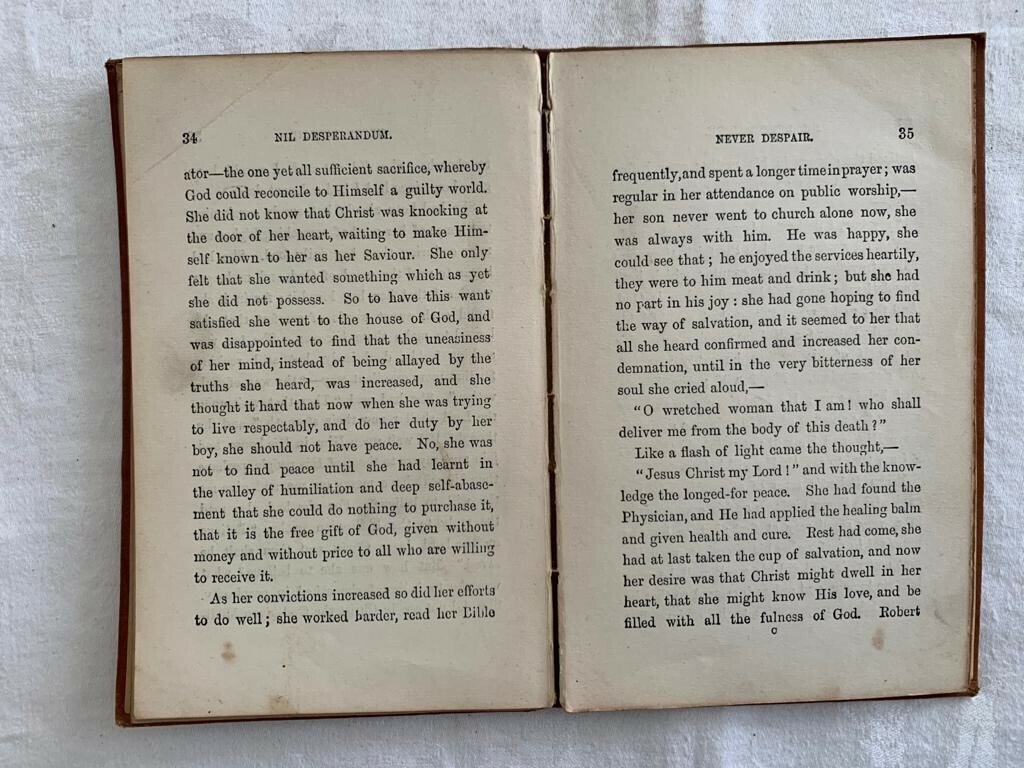 34 NIL DESPERANDUM.
ator—the one yet all sufficient sacrifice, whereby
God could reconcile to Himself a guilty world.
She did not know that Christ was knocking at
the door of her heart, waiting to make Him-
self known to her as her Saviour. She only
felt that she wanted something which as yet
she did not possess. So to have this want
satisfied she went to the house of God, and
was disappointed to find that the uneasiness
of her mind, instead of being allayed by the
truths she heard, was increased, and she
thought it hard that now when she was trying
to live respectably, and do her duty by her
boy, she should not have peace. No, she was
not to find peace until she had learnt in
the valley of humiliation and deep self-abase-
ment that she could do nothing to purchase it,
that it is the free gift of God, given without
money and without price to all who are willing
to receive it.
As her convictions increased so did her efforts
to do well; she worked harder, read her Bible
NEVER DESPAIR. 35
frequently, and spent a longer time in prayer; was
regular in her attendance on public worship,—
her son never went to church alone now, she
was always with him. He was happy, she
could see that; he enjoyed the services heartily,
they were to him meat and drink; but she had
no part in his joy: she had gone hoping to find
the way of salvation, and it seemed to her that
all she heard confirmed and increased her con-
demnation, until in the very bitterness of her
soul she cried aloud,—
"O wretched woman that I am! who shall
deliver me from the body of this death?"
Like a flash of light came the thought,—
"Jesus Christ my Lord!" and with the know-
ledge the longed-for peace. She had found the
Physician, and He had applied the healing balm
and given health and cure. Rest had come, she
had at last taken the cup of salvation, and now
her desire was that Christ might dwell in her
heart, that she might know His love, and be
filled with all the fulness of God. Robert
C